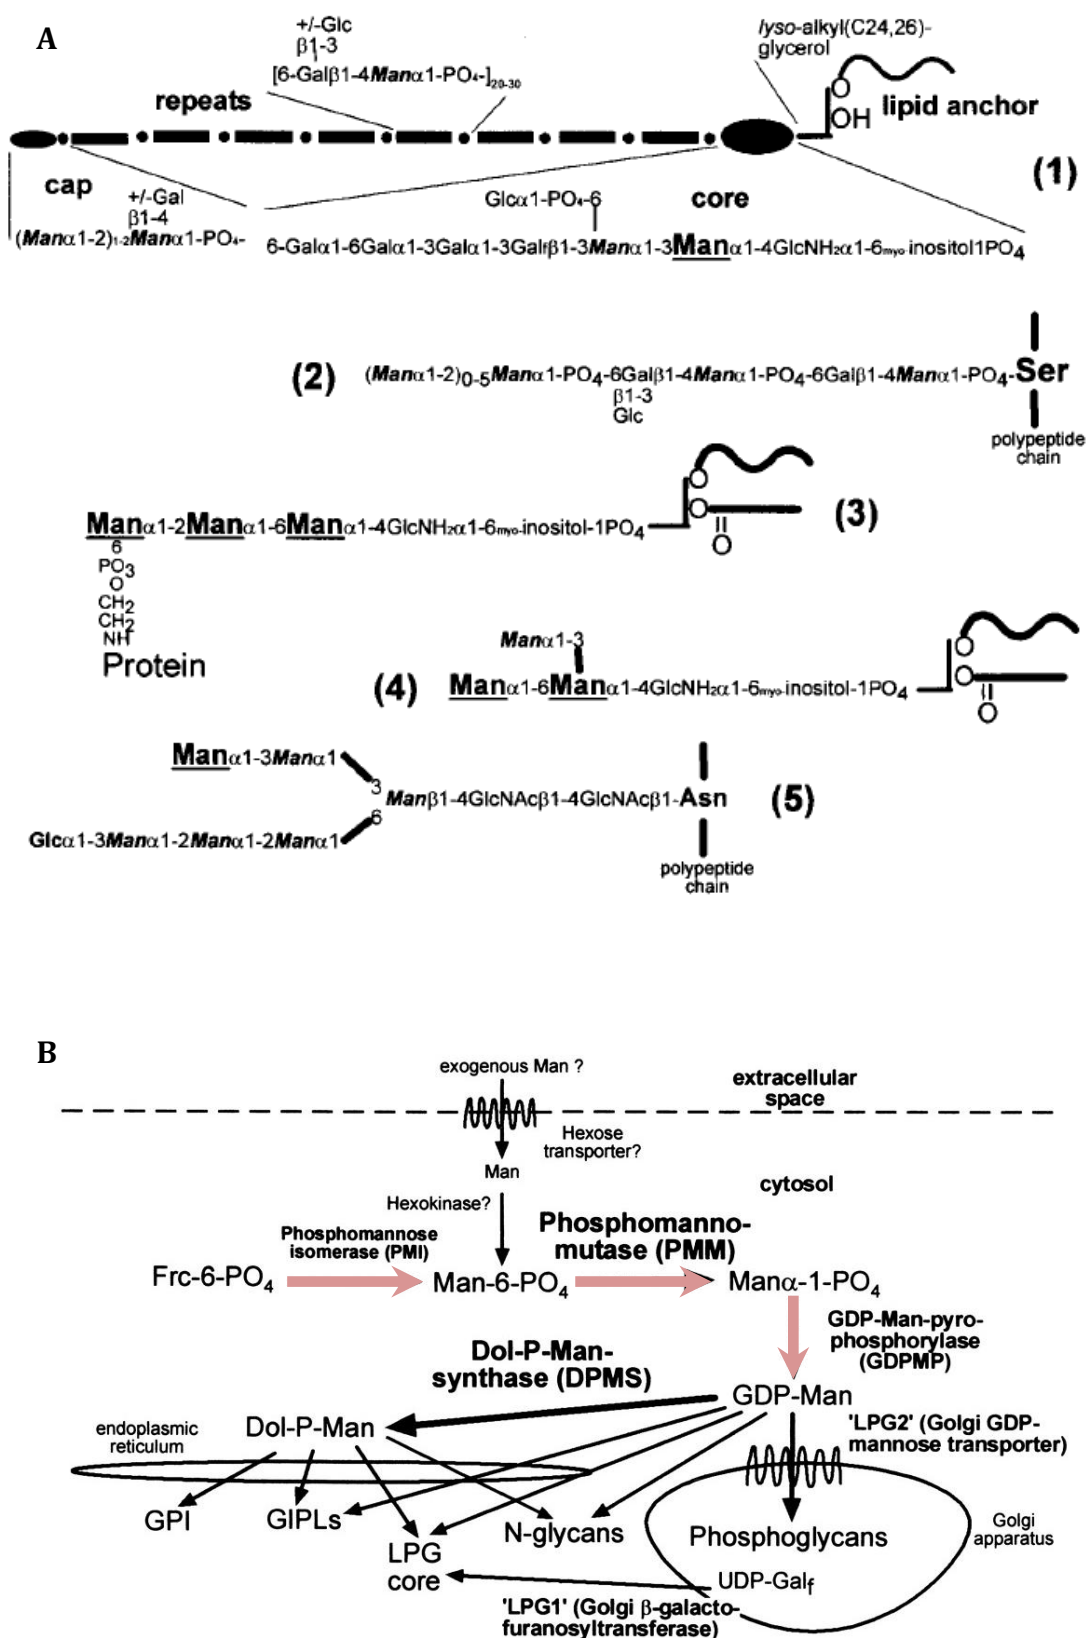 A
+/-Glc
β1-3
[6-Galβ1-4Manα1-PO₄-]₂₀₋₃₀
lyso-alkyl(C24,26)-
glycerol
repeats
O
OH
lipid anchor
cap
+/-Gal
β1-4
(Manα1-2)₁₋₂Manα1-PO₄-
Glcα1-PO₄-6
core
(1)
6-Galα1-6Galα1-3Galα1-3Galfβ1-3Manα1-3Manα1-4GlcNH₂α1-6myo-inositol1PO₄
(2)
(Manα1-2)₀₋₅Manα1-PO₄-6Galβ1-4Manα1-PO₄-6Galβ1-4Manα1-PO₄-Ser
β1-3
Glc
polypeptide
chain
O
O
O
(3)
Manα1-2Manα1-6Manα1-4GlcNH₂α1-6myo-inositol-1PO₄
6
PO₃
O
CH₂
CH₂
NH
Protein
Manα1-3
O
O
O
(4)
Manα1-6Manα1-4GlcNH₂α1-6myo-inositol-1PO₄
Manα1-3Manα1
3
6
Manβ1-4GlcNAcβ1-4GlcNAcβ1-Asn
(5)
Glcα1-3Manα1-2Manα1-2Manα1
polypeptide
chain
B
exogenous Man ?
extracellular
space
Hexose
transporter?
Man
cytosol
Hexokinase?
Phosphomannose
isomerase (PMI)
Phosphomanno-
mutase (PMM)
Frc-6-PO₄
Man-6-PO₄
Manα-1-PO₄
GDP-Man-pyro-
phosphorylase
(GDPMP)
Dol-P-Man-
synthase (DPMS)
GDP-Man
endoplasmic
reticulum
Dol-P-Man
'LPG2' (Golgi GDP-
mannose transporter)
GPI
GIPLs
LPG
core
N-glycans
Phosphoglycans
Golgi
apparatus
UDP-Galf
'LPG1' (Golgi β-galacto-
furanosyltransferase)